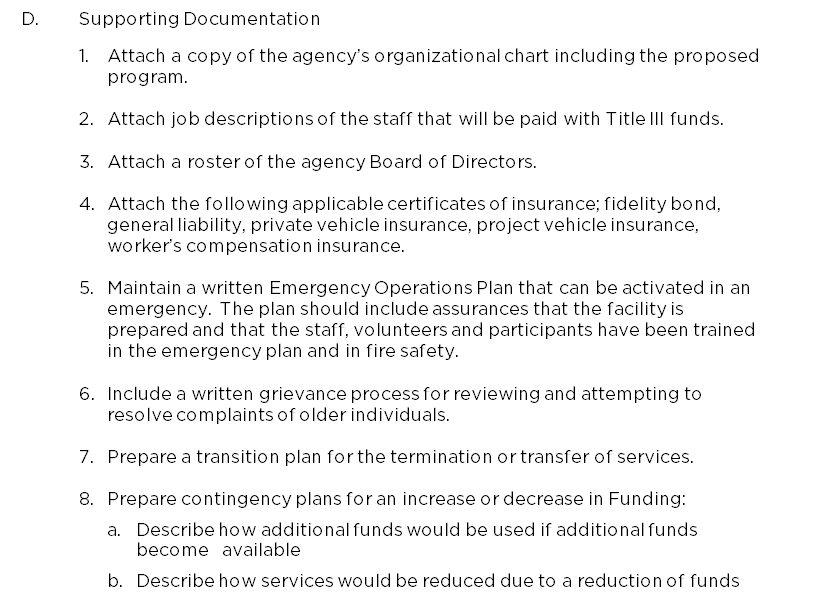 D. Supporting Documentation
1. Attach a copy of the agency's organizational chart including the proposed
program.
2. Attach job descriptions of the staff that will be paid with Title III funds.
3. Attach a roster of the agency Board of Directors.
4. Attach the following applicable certificates of insurance; fidelity bond,
general liability, private vehicle insurance, project vehicle insurance,
worker's compensation insurance.
5. Maintain a written Emergency Operations Plan that can be activated in an
emergency. The plan should include assurances that the facility is
prepared and that the staff, volunteers and participants have been trained
in the emergency plan and in fire safety.
6. Include a written grievance process for reviewing and attempting to
resolve complaints of older individuals.
7. Prepare a transition plan for the termination or transfer of services.
8. Prepare contingency plans for an increase or decrease in Funding:
a. Describe how additional funds would be used if additional funds
become available
b. Describe how services would be reduced due to a reduction of funds